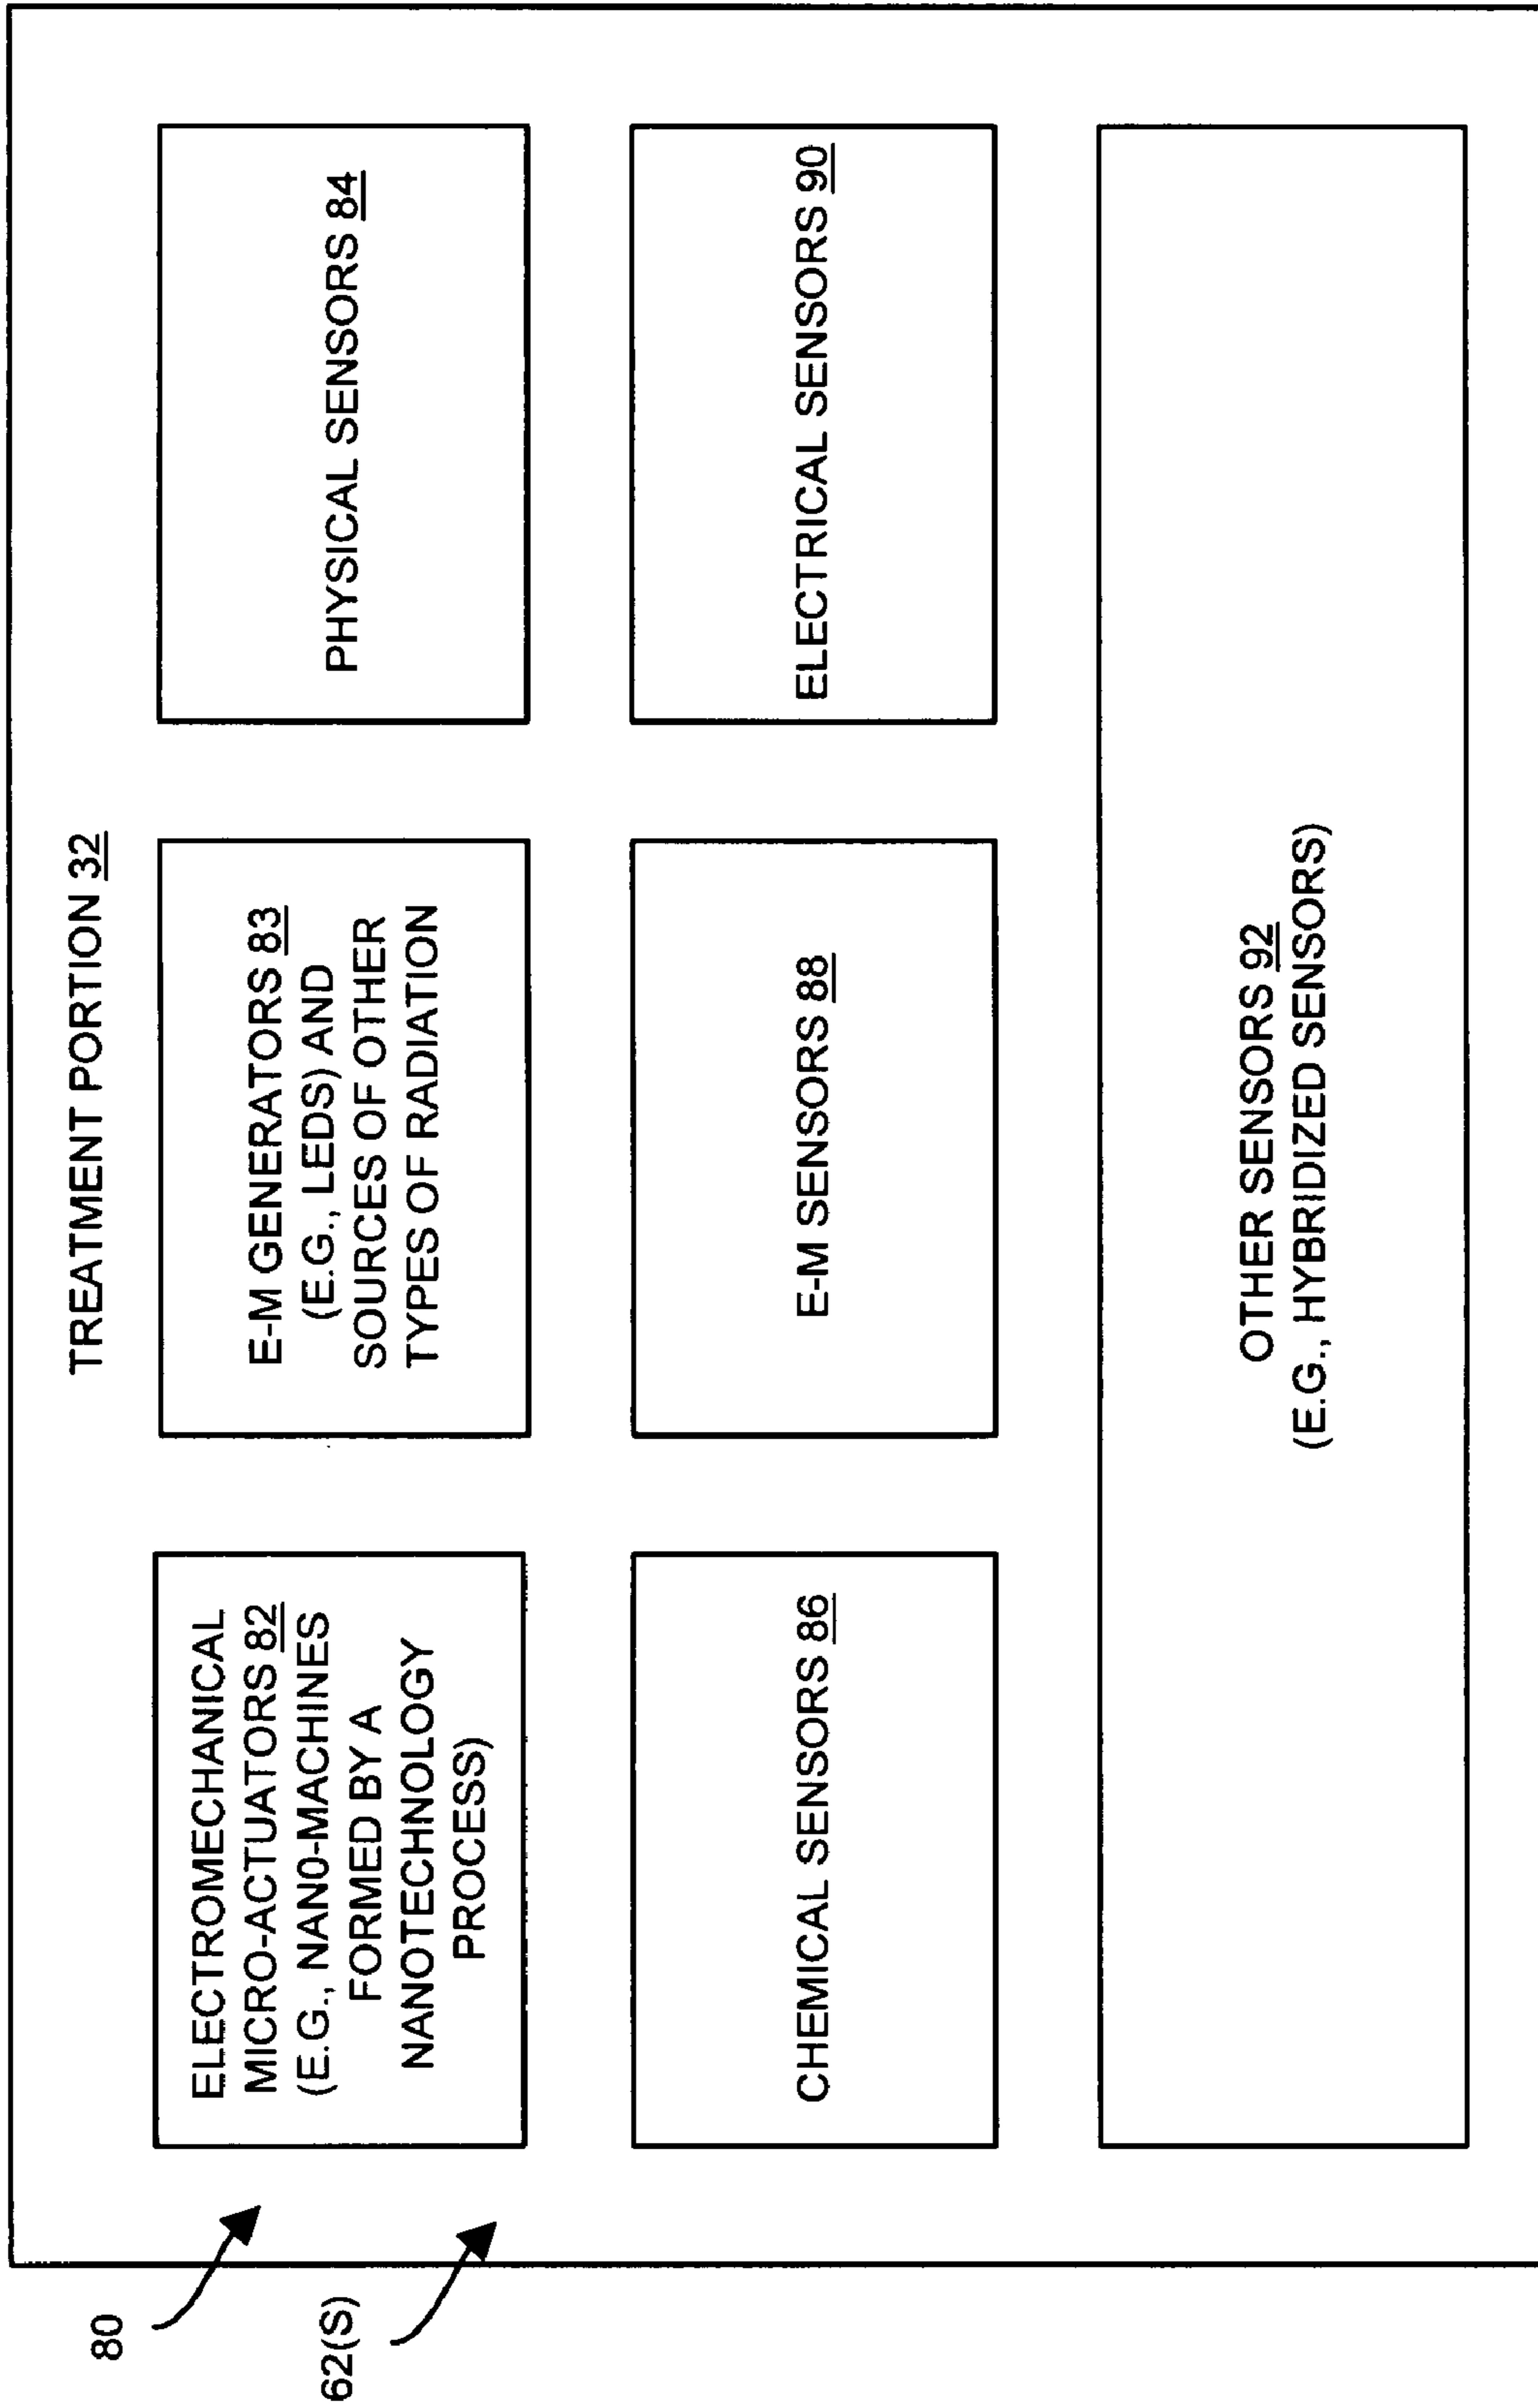 TREATMENT PORTION 32
80
62(S)
ELECTROMECHANICAL
MICRO-ACTUATORS 82
(E.G., NAN0-MACHINES
FORMED BY A
NANOTECHNOLOGY
PROCESS)
E-M GENERATORS 83
(E.G., LEDS) AND
SOURCES OF OTHER
TYPES OF RADIATION
PHYSICAL SENSORS 84
CHEMICAL SENSORS 86
E-M SENSORS 88
ELECTRICAL SENSORS 90
OTHER SENSORS 92
(E.G., HYBRIDIZED SENSORS)